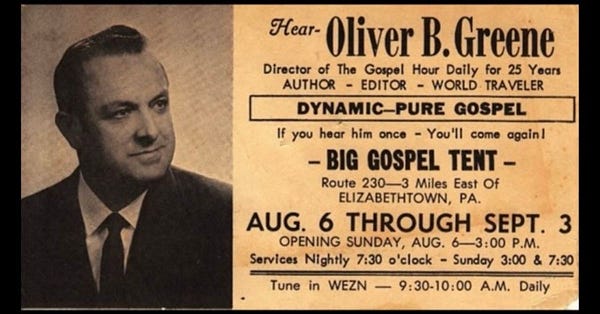 Hear- Oliver B. Greene
Director of The Gospel Hour Daily for 25 Years
AUTHOR - EDITOR - WORLD TRAVELER
DYNAMIC—PURE GOSPEL
If you hear him once - You'll come again!
- BIG GOSPEL TENT -
Route 230—3 Miles East Of
ELIZABETHTOWN, PA.
AUG. 6 THROUGH SEPT. 3
OPENING SUNDAY, AUG. 6—3:00 P.M.
Services Nightly 7:30 o'clock - Sunday 3:00 & 7:30
Tune in WEZN — 9:30-10:00 A.M. Daily